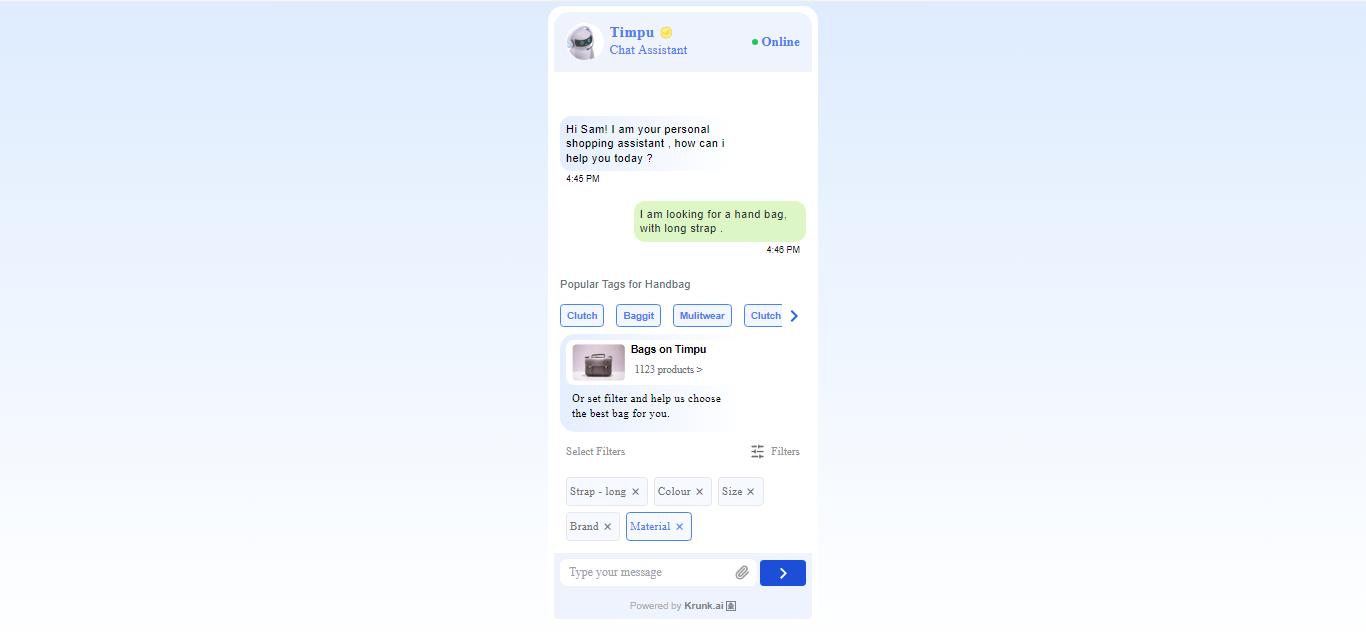 Timpu
Chat Assistant
Online
Hi Sam! I am your personal
shopping assistant , how can i
help you today ?
4:45 PM
I am looking for a hand bag,
with long strap .
4:46 PM
Popular Tags for Handbag
Clutch Baggit Mulitwear Clutch
Bags on Timpu
1123 products >
Or set filter and help us choose
the best bag for you.
Select Filters Filters
Strap - long × Colour × Size ×
Brand × Material ×
Type your message
Powered by Krunk.ai